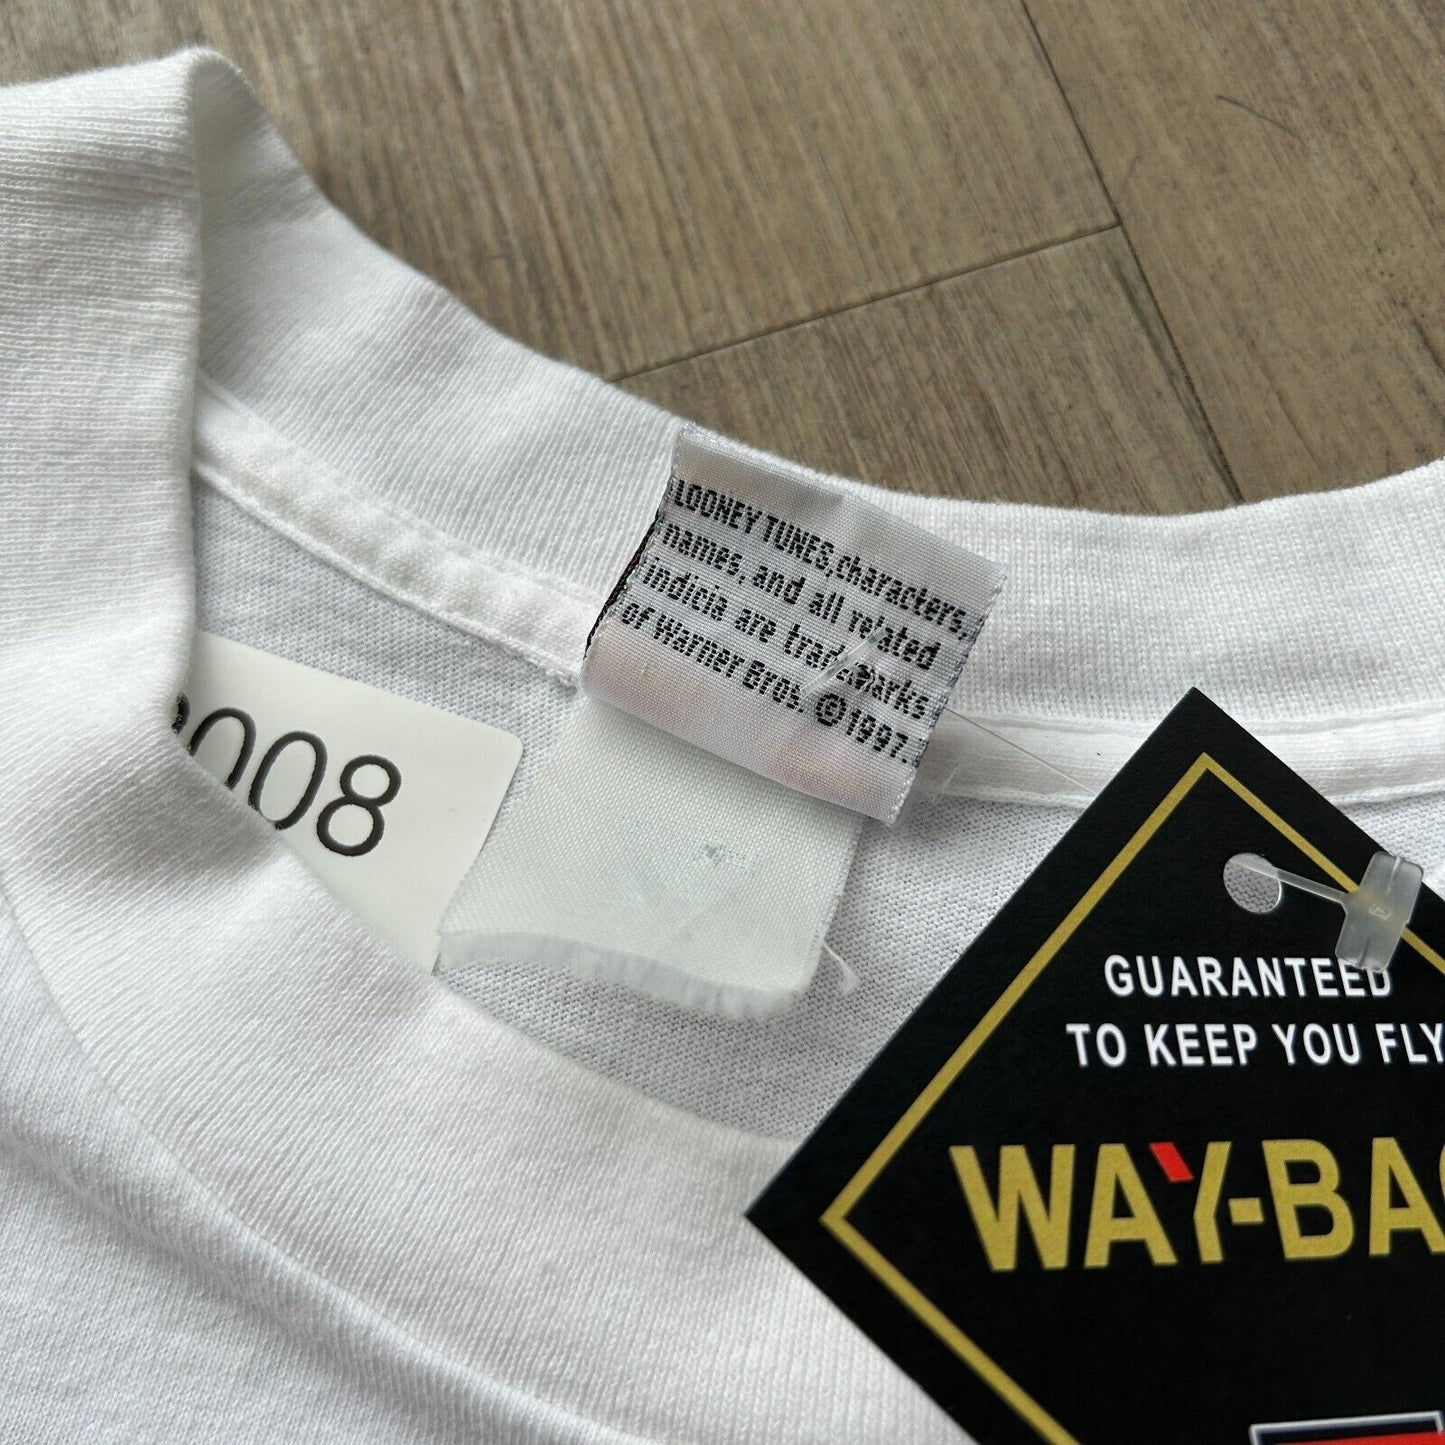 LOONEY TUNES, characters,
names, and all related
indicia are trademarks
of Warner Bros. ©1997.
008
GUARANTEED
TO KEEP YOU FLY
WAY-BA